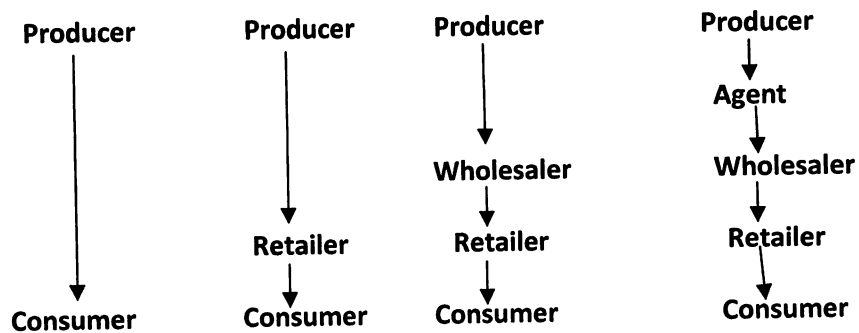 Producer
Consumer
Producer
Retailer
Consumer
Producer
Wholesaler
Retailer
Consumer
Producer
Agent
Wholesaler
Retailer
Consumer